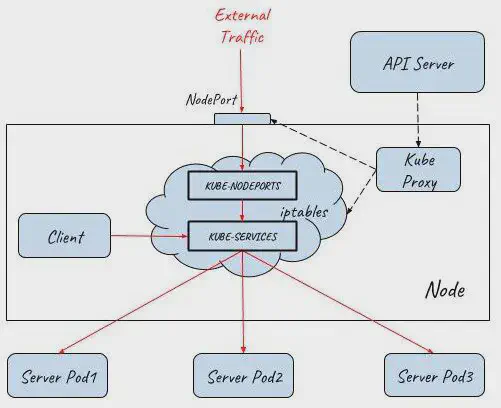 External
Traffic
API Server
NodePort
Kube
Proxy
KUBE-NODEPORTS
iptables
Client
KUBE-SERVICES
Node
Server Pod1
Server Pod2
Server Pod3